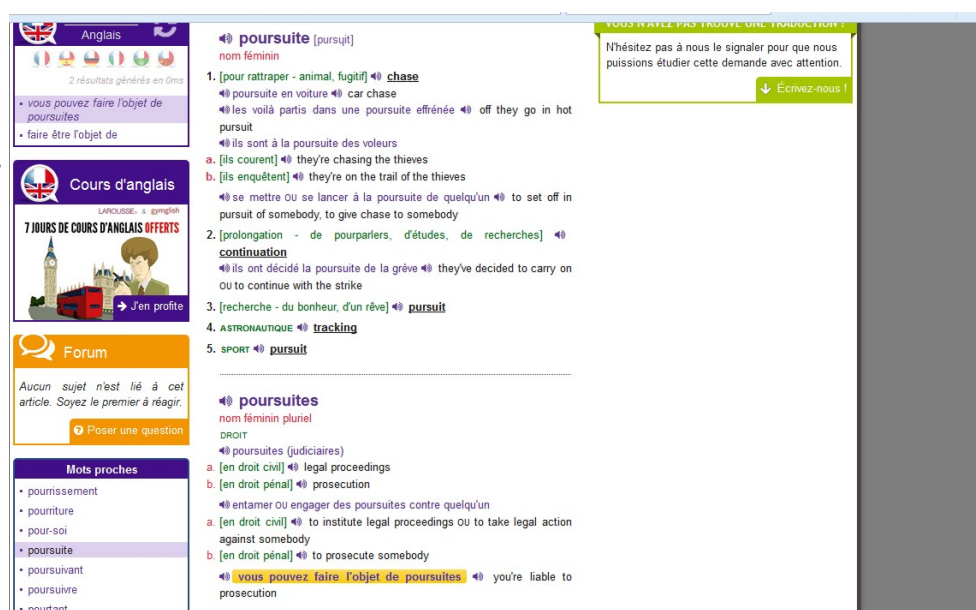 Anglais
2 résultats générés en 0ms
• vous pouvez faire l'objet de
poursuites
• faire être l'objet de
Cours d'anglais
LAROUSSE & gymglish
7 JOURS DE COURS D'ANGLAIS OFFERTS
→ J'en profite
Forum
Aucun sujet n'est lié à cet
article. Soyez le premier à réagir.
Poser une question
Mots proches
• pourrissement
• pourriture
• pour-soi
• poursuite
• poursuivant
• poursuivre
• pourtant
poursuite [pursɥit]
nom féminin
1. [pour rattraper - animal, fugitif] chase
poursuite en voiture car chase
les voilà partis dans une poursuite effrénée off they go in hot
pursuit
ils sont à la poursuite des voleurs
a. [ils courent] they're chasing the thieves
b. [ils enquêtent] they're on the trail of the thieves
se mettre OU se lancer à la poursuite de quelqu'un to set off in
pursuit of somebody, to give chase to somebody
2. [prolongation - de pourparlers, d'études, de recherches]
continuation
ils ont décidé la poursuite de la grève they've decided to carry on
OU to continue with the strike
3. [recherche - du bonheur, d'un rêve] pursuit
4. ASTRONAUTIQUE tracking
5. SPORT pursuit
poursuites
nom féminin pluriel
DROIT
poursuites (judiciaires)
a. [en droit civil] legal proceedings
b. [en droit pénal] prosecution
entamer OU engager des poursuites contre quelqu'un
a. [en droit civil] to institute legal proceedings OU to take legal action
against somebody
b. [en droit pénal] to prosecute somebody
vous pouvez faire l'objet de poursuites you're liable to
prosecution
VOUS N'AVEZ PAS TROUVÉ UNE TRADUCTION ?
N'hésitez pas à nous le signaler pour que nous
puissions étudier cette demande avec attention.
Écrivez-nous !